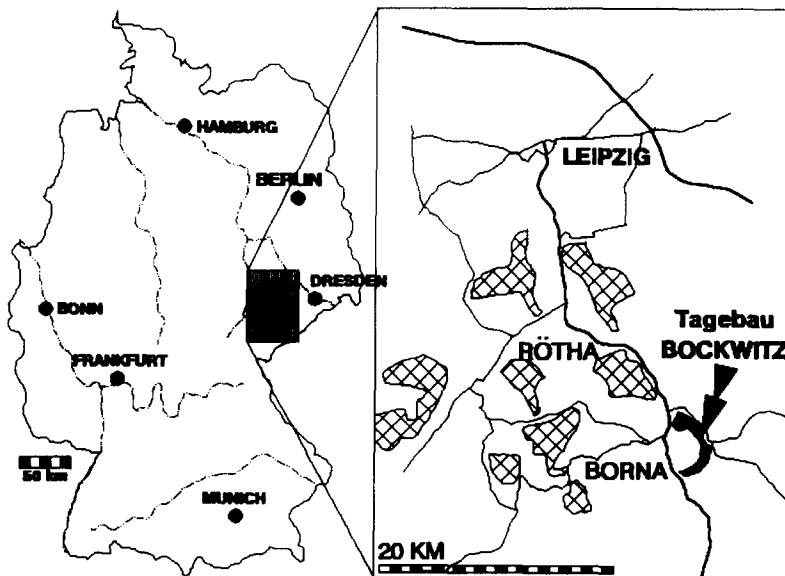 HAMBURG
BERLIN
DRESDEN
BONN
FRANKFURT
50 km
MUNICH
LEIPZIG
Tagebau
BOCKWITZ
RÖTHA
BORNA
20 KM